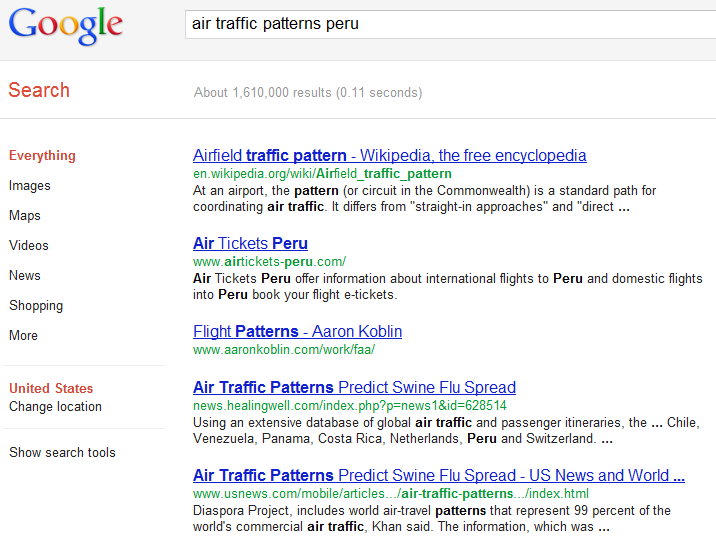 Google
air traffic patterns peru
Search
About 1,610,000 results (0.11 seconds)
Everything
Images
Maps
Videos
News
Shopping
More
United States
Change location
Show search tools
Airfield traffic pattern - Wikipedia, the free encyclopedia
en.wikipedia.org/wiki/Airfield_traffic_pattern
At an airport, the pattern (or circuit in the Commonwealth) is a standard path for
coordinating air traffic. It differs from "straight-in approaches" and "direct ...
Air Tickets Peru
www.airtickets-peru.com/
Air Tickets Peru offer information about international flights to Peru and domestic flights
into Peru book your flight e-tickets.
Flight Patterns - Aaron Koblin
www.aaronkoblin.com/work/faa/
Air Traffic Patterns Predict Swine Flu Spread
news.healingwell.com/index.php?p=news1&id=628514
Using an extensive database of global air traffic and passenger itineraries, the ... Chile,
Venezuela, Panama, Costa Rica, Netherlands, Peru and Switzerland. ...
Air Traffic Patterns Predict Swine Flu Spread - US News and World ...
www.usnews.com/mobile/articles.../air-traffic-patterns.../index.html
Diaspora Project, includes world air-travel patterns that represent 99 percent of the
world's commercial air traffic, Khan said. The information, which was ...